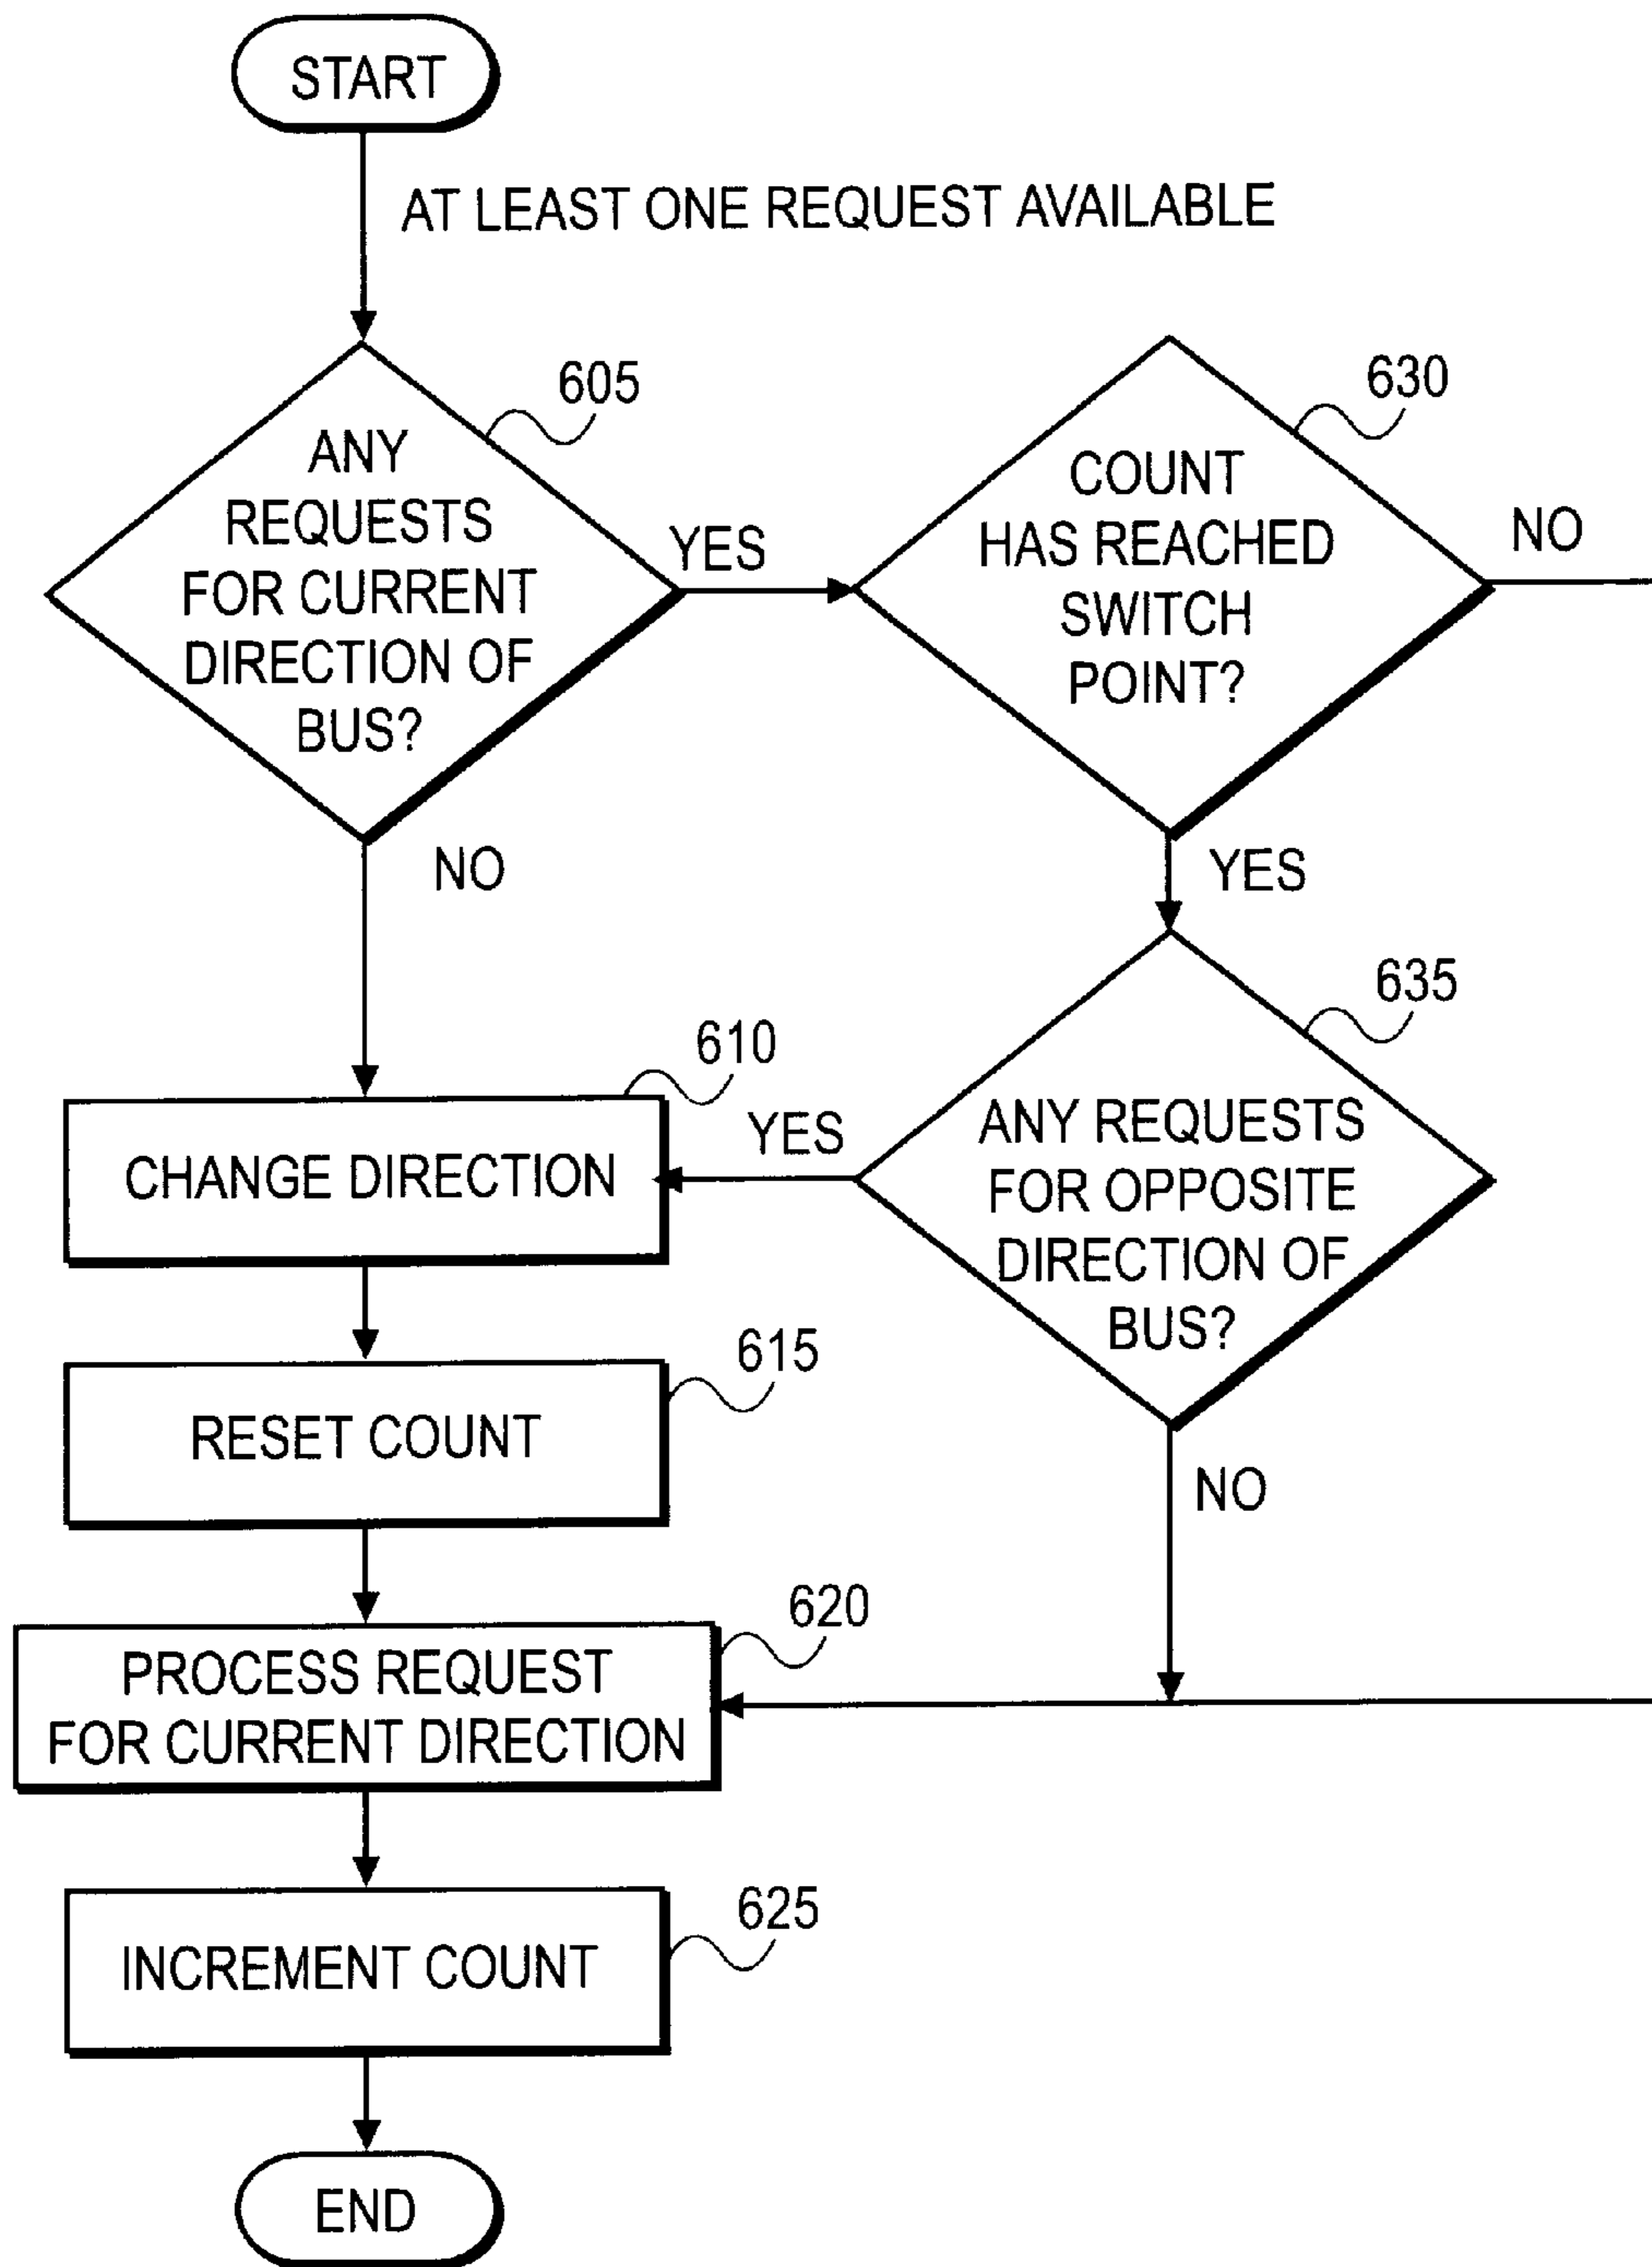 START
AT LEAST ONE REQUEST AVAILABLE
605
ANY
REQUESTS
FOR CURRENT
DIRECTION OF
BUS?
YES
NO
630
COUNT
HAS REACHED
SWITCH
POINT?
NO
YES
635
ANY REQUESTS
FOR OPPOSITE
DIRECTION OF
BUS?
YES
NO
610
CHANGE DIRECTION
615
RESET COUNT
620
PROCESS REQUEST
FOR CURRENT DIRECTION
625
INCREMENT COUNT
END